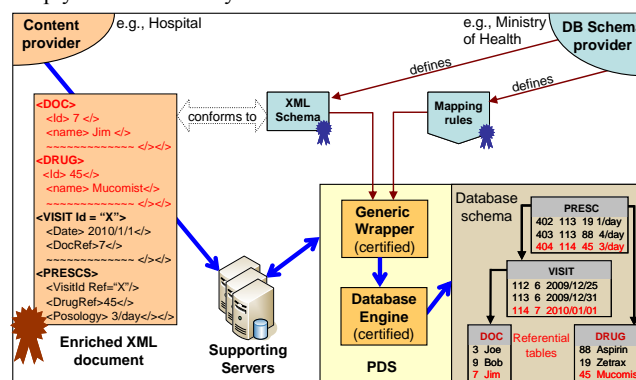 Content
provider
e.g., Hospital
e.g., Ministry
of Health
DB Schema
provider
defines
defines
<DOC>
<Id> 7 </>
<name> Jim </>
~~~~~~~~~~~~~ </></>
<DRUG>
<Id> 45</>
<name> Mucomist</>
~~~~~~~~~~~~~ </></>
<VISIT Id = “X”>
<Date> 2010/1/1</>
<DocRef>7</>
~~~~~~~~~~~~~ </></>
<PRESCS>
<VisitId Ref=“X”/>
<DrugRef>45</>
<Posology> 3/day</></>
Enriched XML
document
conforms to
XML
Schema
Mapping
rules
Supporting
Servers
Generic
Wrapper
(certified)
Database
Engine
(certified)
PDS
Database
schema
PRESC
402 113 19 1/day
403 113 88 4/day
404 114 45 3/day
VISIT
112 6 2009/12/25
113 6 2009/12/31
114 7 2010/01/01
DOC
3 Joe
9 Bob
7 Jim
Referential
tables
DRUG
88 Aspirin
19 Zetrax
45 Mucomist